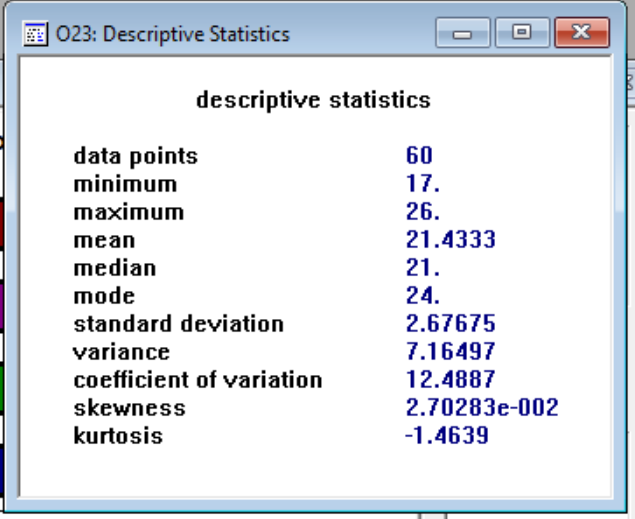 O23: Descriptive Statistics
descriptive statistics
data points 60
minimum 17.
maximum 26.
mean 21.4333
median 21.
mode 24.
standard deviation 2.67675
variance 7.16497
coefficient of variation 12.4887
skewness 2.70283e-002
kurtosis -1.4639